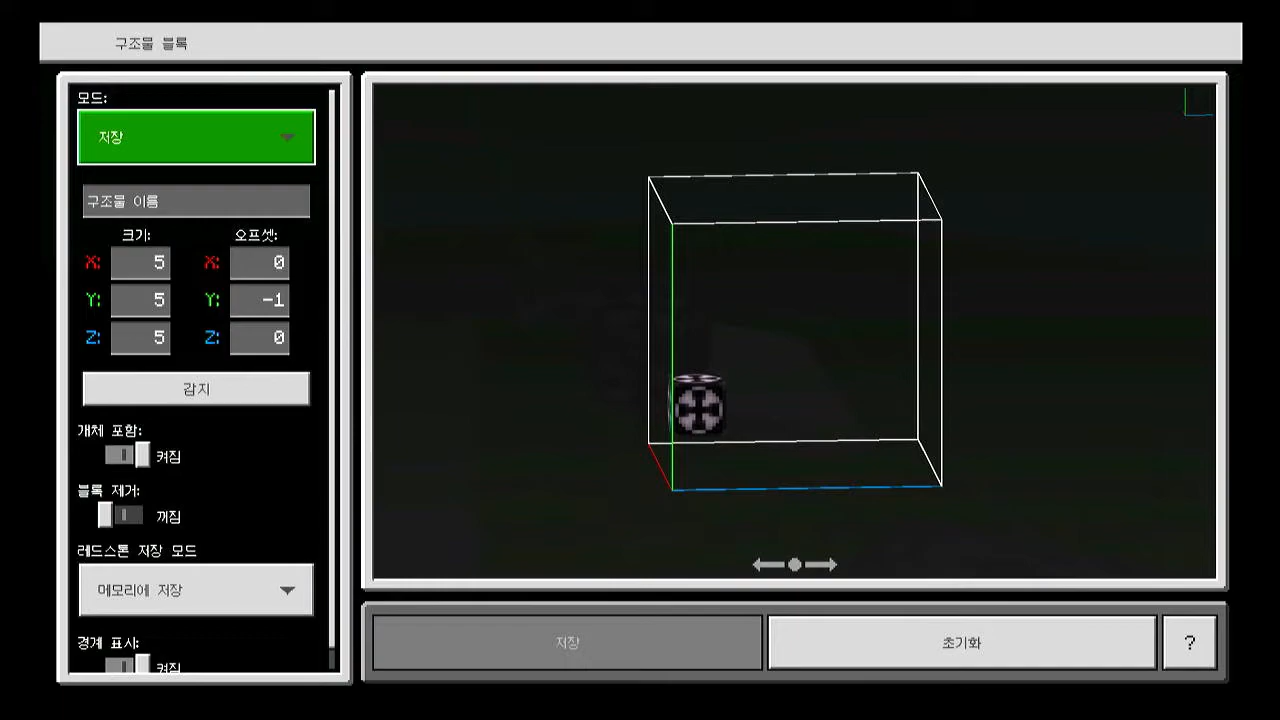 구조물 블록
모드:
저장
구조물 이름
크기: 오프셋:
X: 5 X: 0
Y: 5 Y: -1
Z: 5 Z: 0
감지
개체 포함:
켜짐
블록 제거:
꺼짐
레드스톤 저장 모드
메모리에 저장
경계 표시:
켜짐
저장 초기화 ?